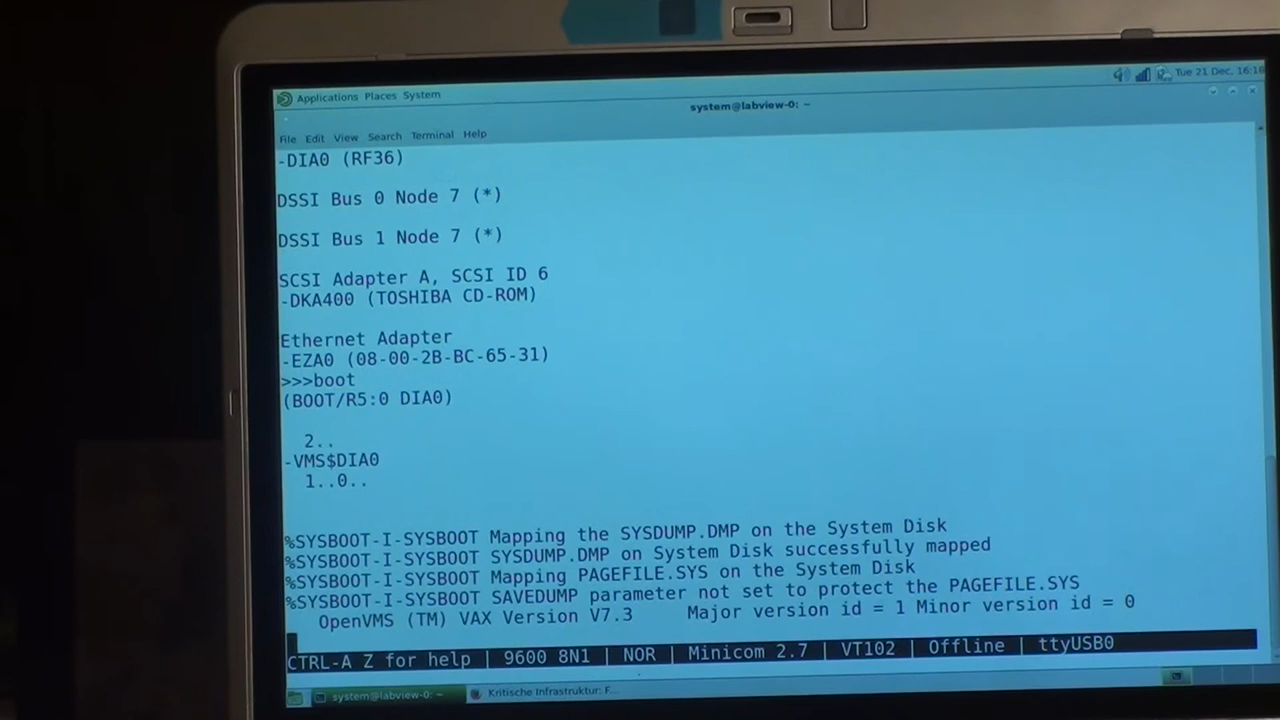 Applications Places System
Tue 21 Dec, 16:18
system@labview-0: ~
File Edit View Search Terminal Help
-DIA0 (RF36)
DSSI Bus 0 Node 7 (*)
DSSI Bus 1 Node 7 (*)
SCSI Adapter A, SCSI ID 6
-DKA400 (TOSHIBA CD-ROM)
Ethernet Adapter
-EZA0 (08-00-2B-BC-65-31)
>>>boot
(BOOT/R5:0 DIA0)
2..
-VMS$DIA0
1..0..
%SYSBOOT-I-SYSBOOT Mapping the SYSDUMP.DMP on the System Disk
%SYSBOOT-I-SYSBOOT SYSDUMP.DMP on System Disk successfully mapped
%SYSBOOT-I-SYSBOOT Mapping PAGEFILE.SYS on the System Disk
%SYSBOOT-I-SYSBOOT SAVEDUMP parameter not set to protect the PAGEFILE.SYS
OpenVMS (TM) VAX Version V7.3 Major version id = 1 Minor version id = 0
CTRL-A Z for help | 9600 8N1 | NOR | Minicom 2.7 | VT102 | Offline | ttyUSB0
system@labview-0: ~ Kritische Infrastruktur: F...